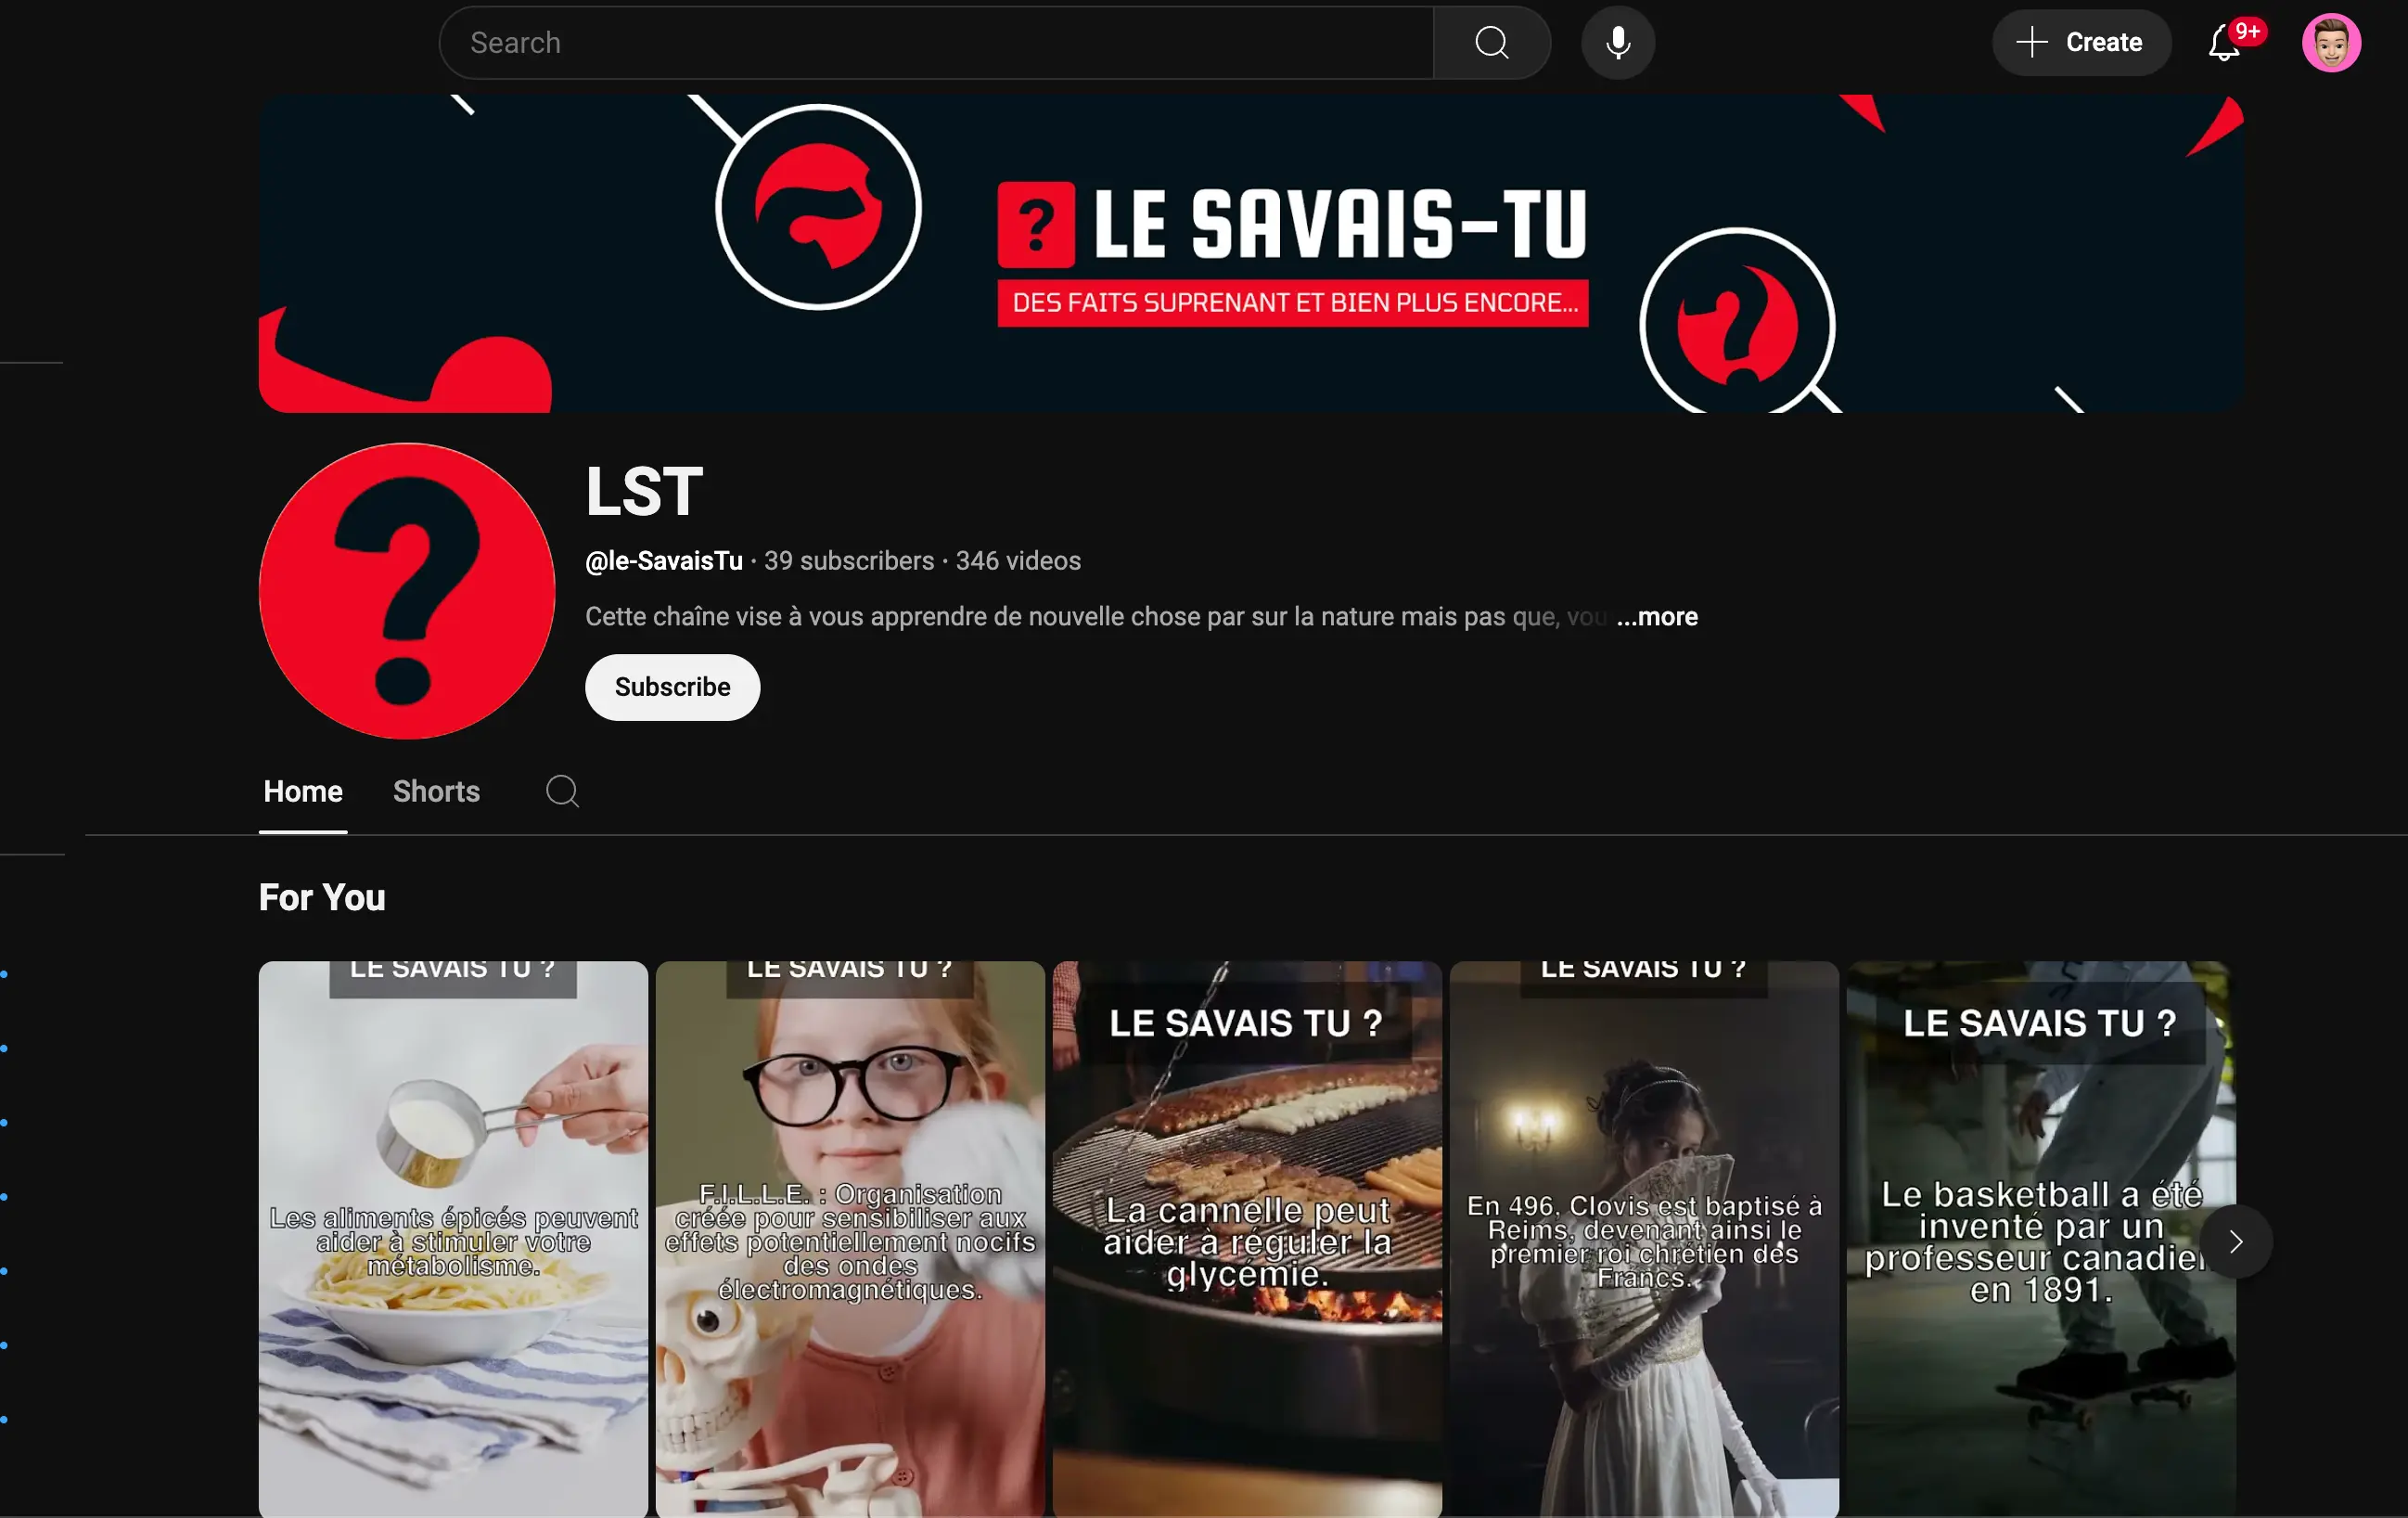 Search
Create
9+
? LE SAVAIS-TU
DES FAITS SUPRENANT ET BIEN PLUS ENCORE...
LST
@le-SavaisTu · 39 subscribers · 346 videos
Cette chaîne vise à vous apprendre de nouvelle chose par sur la nature mais pas que, vou ...more
Subscribe
Home
Shorts
For You
LE SAVAIS TU ?
Les aliments épicés peuvent
aider à stimuler votre
métabolisme.
LE SAVAIS TU ?
F.I.L.L.E. : Organisation
créée pour sensibiliser aux
effets potentiellement nocifs
des ondes
électromagnétiques.
LE SAVAIS TU ?
La cannelle peut
aider à réguler la
glycémie.
LE SAVAIS TU ?
En 496, Clovis est baptisé à
Reims, devenant ainsi le
premier roi chrétien des
Francs.
LE SAVAIS TU ?
Le basketball a été
inventé par un
professeur canadien
en 1891.